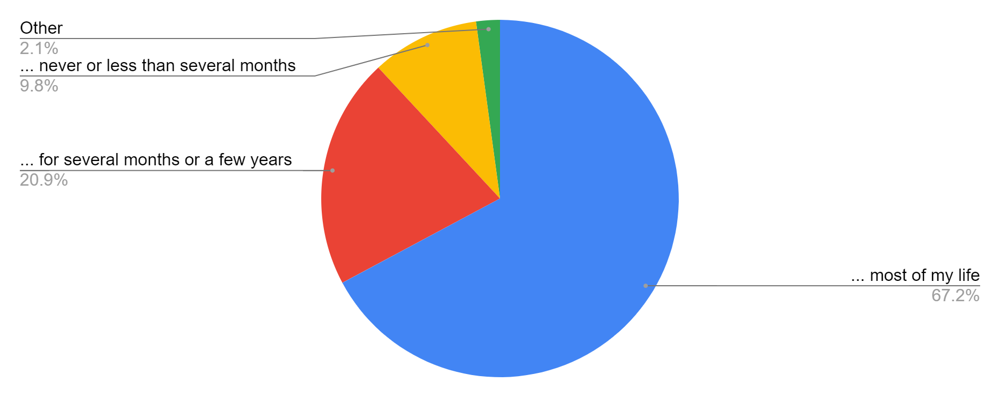 Other
2.1%
... never or less than several months
9.8%
... for several months or a few years
20.9%
... most of my life
67.2%